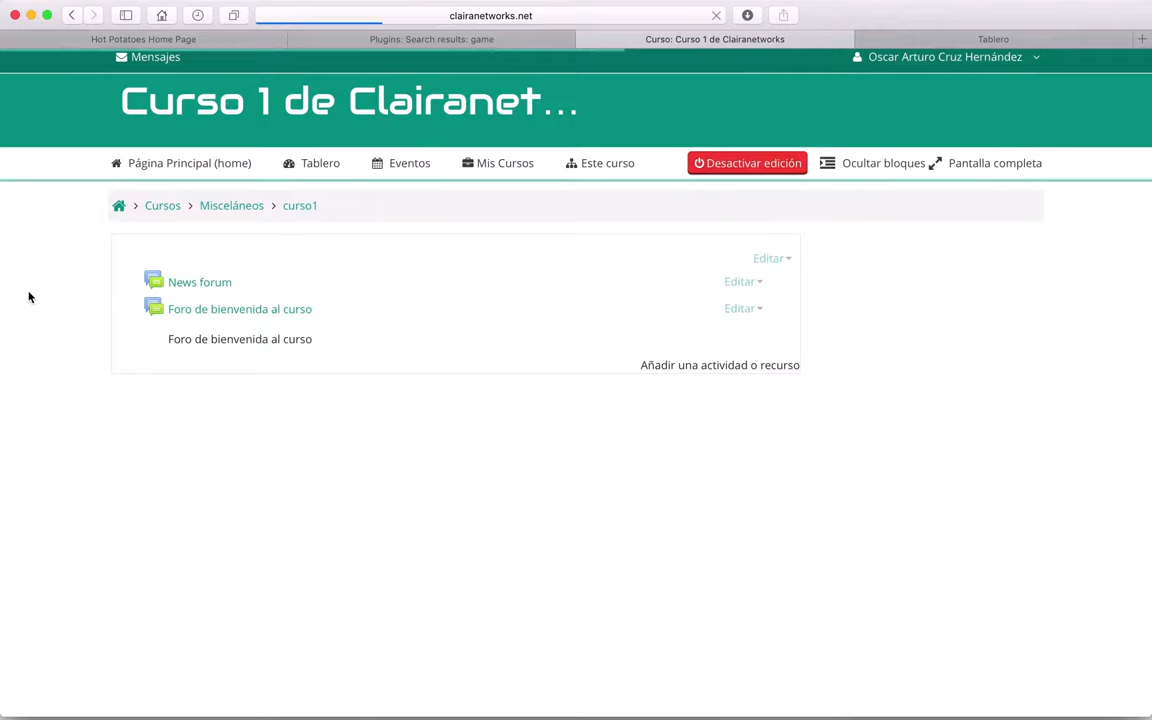 clairanetworks.net
Hot Potatoes Home Page
Plugins: Search results: game
Curso: Curso 1 de Clairanetworks
Tablero
Mensajes
Oscar Arturo Cruz Hernández
Curso 1 de Clairanet...
Página Principal (home)
Tablero
Eventos
Mis Cursos
Este curso
Desactivar edición
Ocultar bloques
Pantalla completa
Cursos
Misceláneos
curso1
Editar
News forum
Editar
Foro de bienvenida al curso
Editar
Foro de bienvenida al curso
Añadir una actividad o recurso